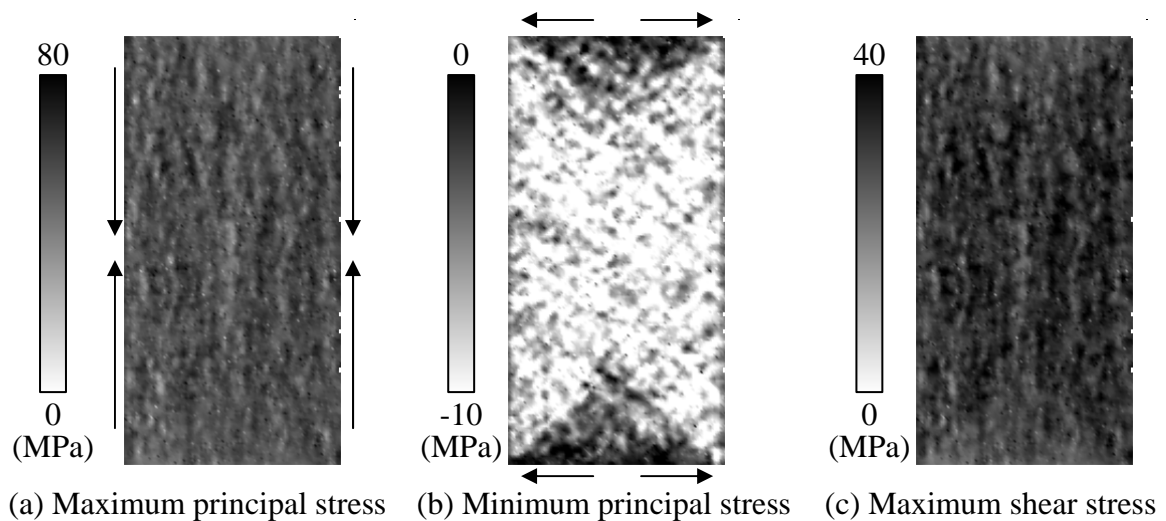 80
0
(MPa)
(a) Maximum principal stress
0
-10
(MPa)
(b) Minimum principal stress
40
0
(MPa)
(c) Maximum shear stress